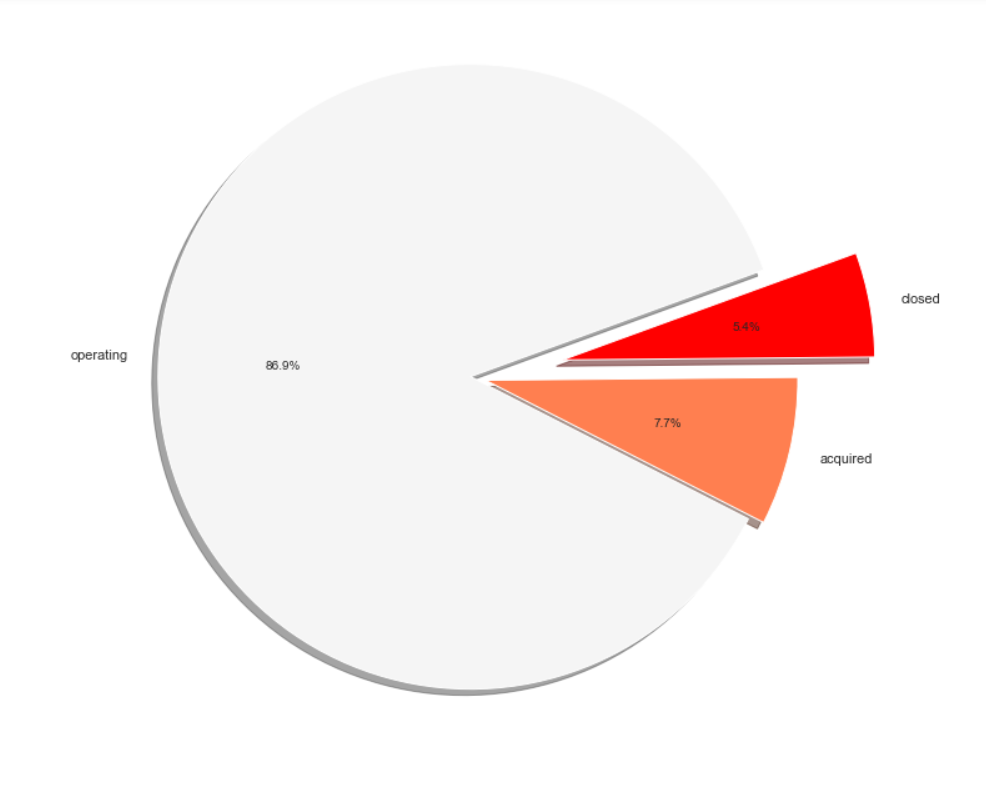 closed
5.4%
operating
86.9%
7.7%
acquired